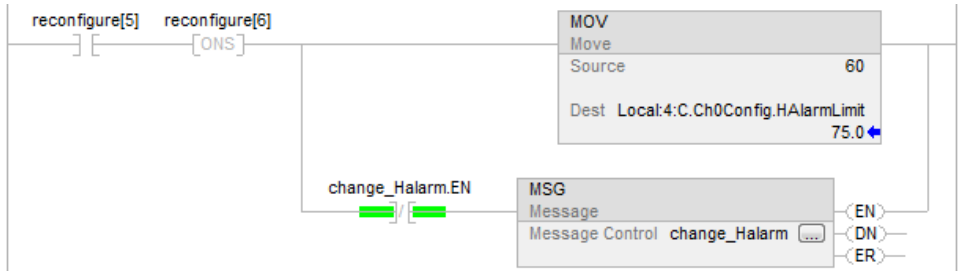 reconfigure[5] reconfigure[6]
ONS
MOV
Move
Source 60
Dest Local:4:C.Ch0Config.HAlarmLimit
75.0
change_Halarm.EN
MSG
Message
Message Control change_Halarm ...
EN
DN
ER